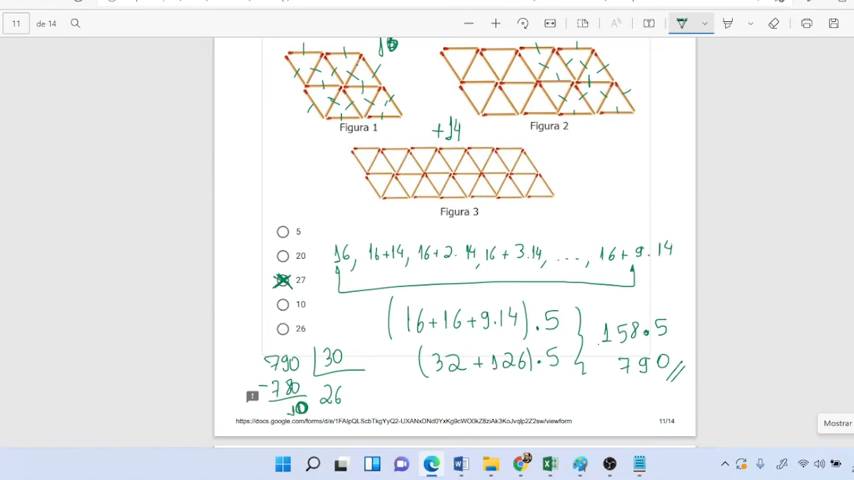 11 de 14
16
Figura 1
Figura 2
+14
Figura 3
5
20
27
10
26
16, 16+14, 16+2.14, 16+3.14, ..., 16+9.14
(16+16+9.14).5
(32+126).5
158.5
790
790 | 30
-780 26
10
https://docs.google.com/forms/d/e/1FAIpQLScbTkgYyQ2-UXANxDNd0YxKg9cWO0kZ8ziAk3KoJvqlp2Z2sw/viewform
11/14
Mostrar